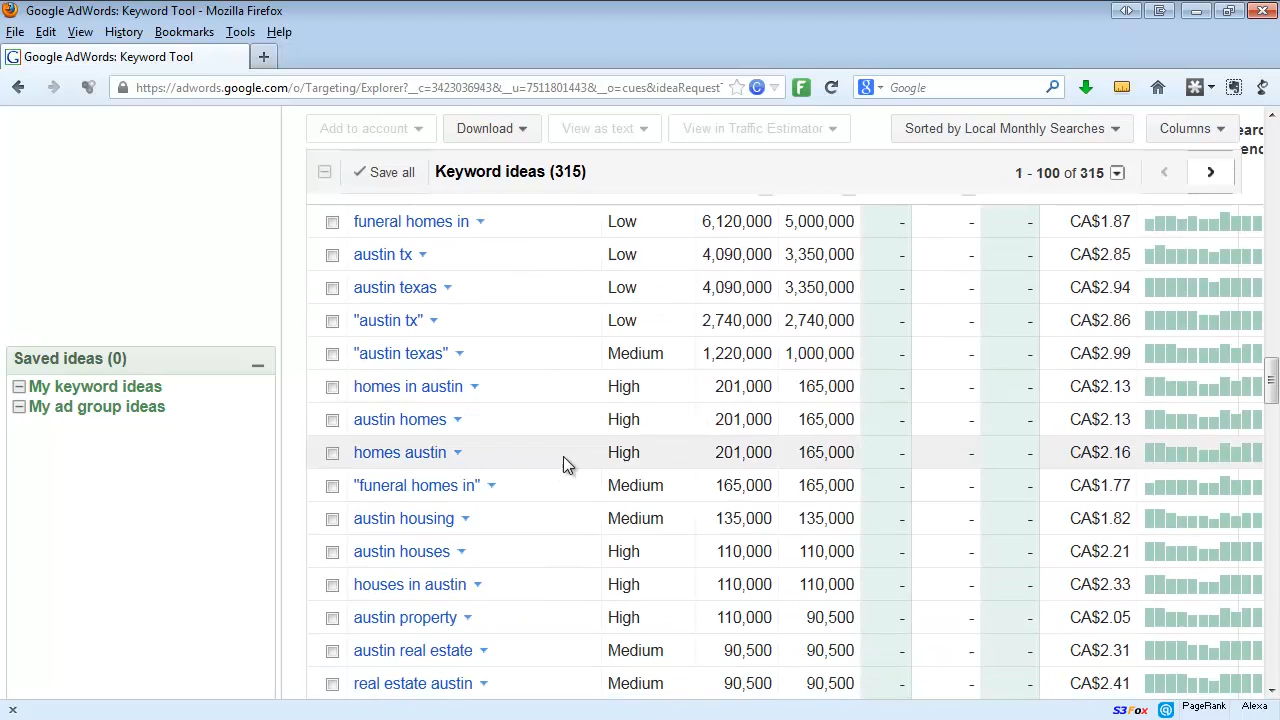 Google AdWords: Keyword Tool - Mozilla Firefox
File Edit View History Bookmarks Tools Help
Google AdWords: Keyword Tool
https://adwords.google.com/o/Targeting/Explorer?__c=3423036943&__u=7511801443&__o=cues&ideaRequest
Google
Add to account Download View as text View in Traffic Estimator Sorted by Local Monthly Searches Columns
Save all Keyword ideas (315) 1 - 100 of 315
funeral homes in Low 6,120,000 5,000,000 - - - CA$1.87
austin tx Low 4,090,000 3,350,000 - - - CA$2.85
austin texas Low 4,090,000 3,350,000 - - - CA$2.94
"austin tx" Low 2,740,000 2,740,000 - - - CA$2.86
"austin texas" Medium 1,220,000 1,000,000 - - - CA$2.99
homes in austin High 201,000 165,000 - - - CA$2.13
austin homes High 201,000 165,000 - - - CA$2.13
homes austin High 201,000 165,000 - - - CA$2.16
"funeral homes in" Medium 165,000 165,000 - - - CA$1.77
austin housing Medium 135,000 135,000 - - - CA$1.82
austin houses High 110,000 110,000 - - - CA$2.21
houses in austin High 110,000 110,000 - - - CA$2.33
austin property High 110,000 90,500 - - - CA$2.05
austin real estate Medium 90,500 90,500 - - - CA$2.31
real estate austin Medium 90,500 90,500 - - - CA$2.41
Saved ideas (0)
My keyword ideas
My ad group ideas
S3Fox PageRank Alexa